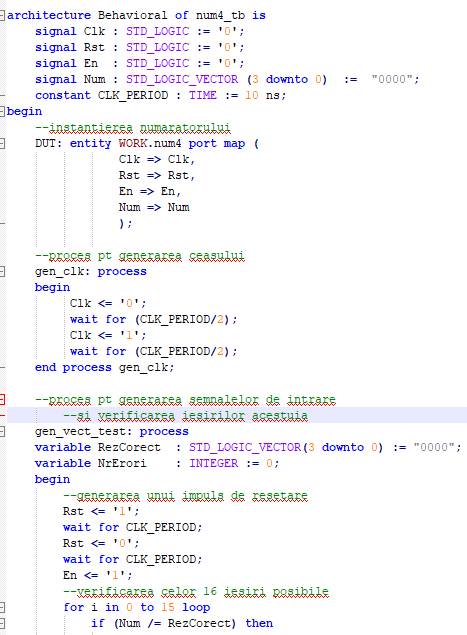 architecture Behavioral of num4_tb is
signal Clk : STD_LOGIC := '0';
signal Rst : STD_LOGIC := '0';
signal En : STD_LOGIC := '0';
signal Num : STD_LOGIC_VECTOR (3 downto 0) := "0000";
constant CLK_PERIOD : TIME := 10 ns;
begin
--instantierea numaratorului
DUT: entity WORK.num4 port map (
Clk => Clk,
Rst => Rst,
En => En,
Num => Num
);
--proces pt generarea ceasului
gen_clk: process
begin
Clk <= '0';
wait for (CLK_PERIOD/2);
Clk <= '1';
wait for (CLK_PERIOD/2);
end process gen_clk;
--proces pt generarea semnalelor de intrare
--si verificarea iesirilor acestuia
gen_vect_test: process
variable RezCorect : STD_LOGIC_VECTOR(3 downto 0) := "0000";
variable NrErori : INTEGER := 0;
begin
--generarea unui impuls de resetare
Rst <= '1';
wait for CLK_PERIOD;
Rst <= '0';
wait for CLK_PERIOD;
En <= '1';
--verificarea celor 16 iesiri posibile
for i in 0 to 15 loop
if (Num /= RezCorect) then